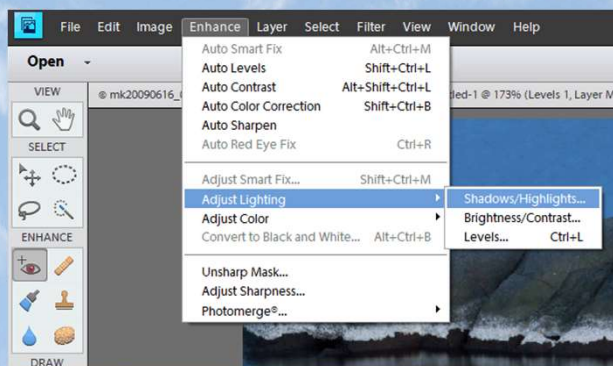 File Edit Image Enhance Layer Select Filter View Window Help
Open
VIEW
SELECT
ENHANCE
DRAW
© mk20090616_
ded-1 @ 173% (Levels 1, Layer M
Auto Smart Fix Alt+Ctrl+M
Auto Levels Shift+Ctrl+L
Auto Contrast Alt+Shift+Ctrl+L
Auto Color Correction Shift+Ctrl+B
Auto Sharpen
Auto Red Eye Fix Ctrl+R
Adjust Smart Fix... Shift+Ctrl+M
Adjust Lighting
Adjust Color
Convert to Black and White... Alt+Ctrl+B
Unsharp Mask...
Adjust Sharpness...
Photomerge®...
Shadows/Highlights...
Brightness/Contrast...
Levels... Ctrl+L